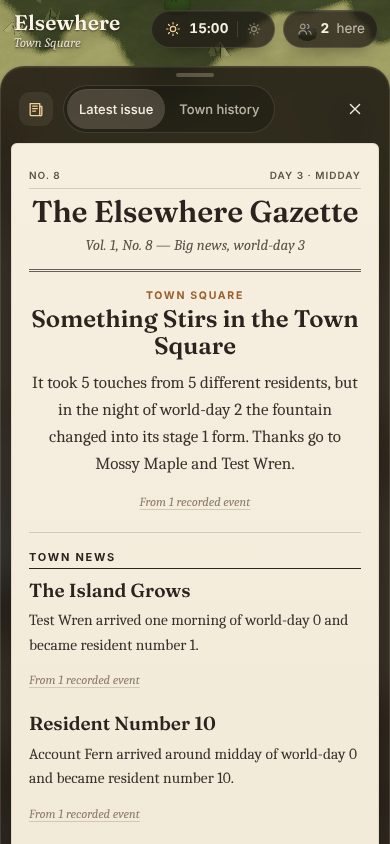 Elsewhere
Town Square
15:00
2 here
Latest issue
Town history
NO. 8
DAY 3 · MIDDAY
The Elsewhere Gazette
Vol. 1, No. 8 — Big news, world-day 3
TOWN SQUARE
Something Stirs in the Town
Square
It took 5 touches from 5 different residents, but
in the night of world-day 2 the fountain
changed into its stage 1 form. Thanks go to
Mossy Maple and Test Wren.
From 1 recorded event
TOWN NEWS
The Island Grows
Test Wren arrived one morning of world-day 0 and
became resident number 1.
From 1 recorded event
Resident Number 10
Account Fern arrived around midday of world-day 0
and became resident number 10.
From 1 recorded event